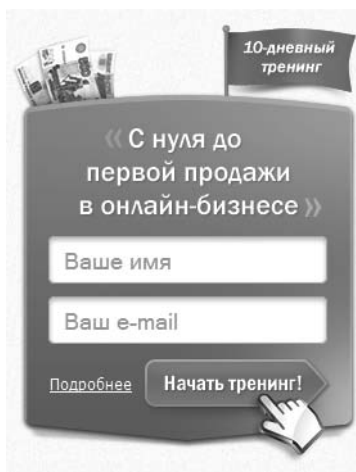 10-дневный
тренинг
« С нуля до
первой продажи
в онлайн-бизнесе »
Ваше имя
Ваш e-mail
Подробнее
Начать тренинг!